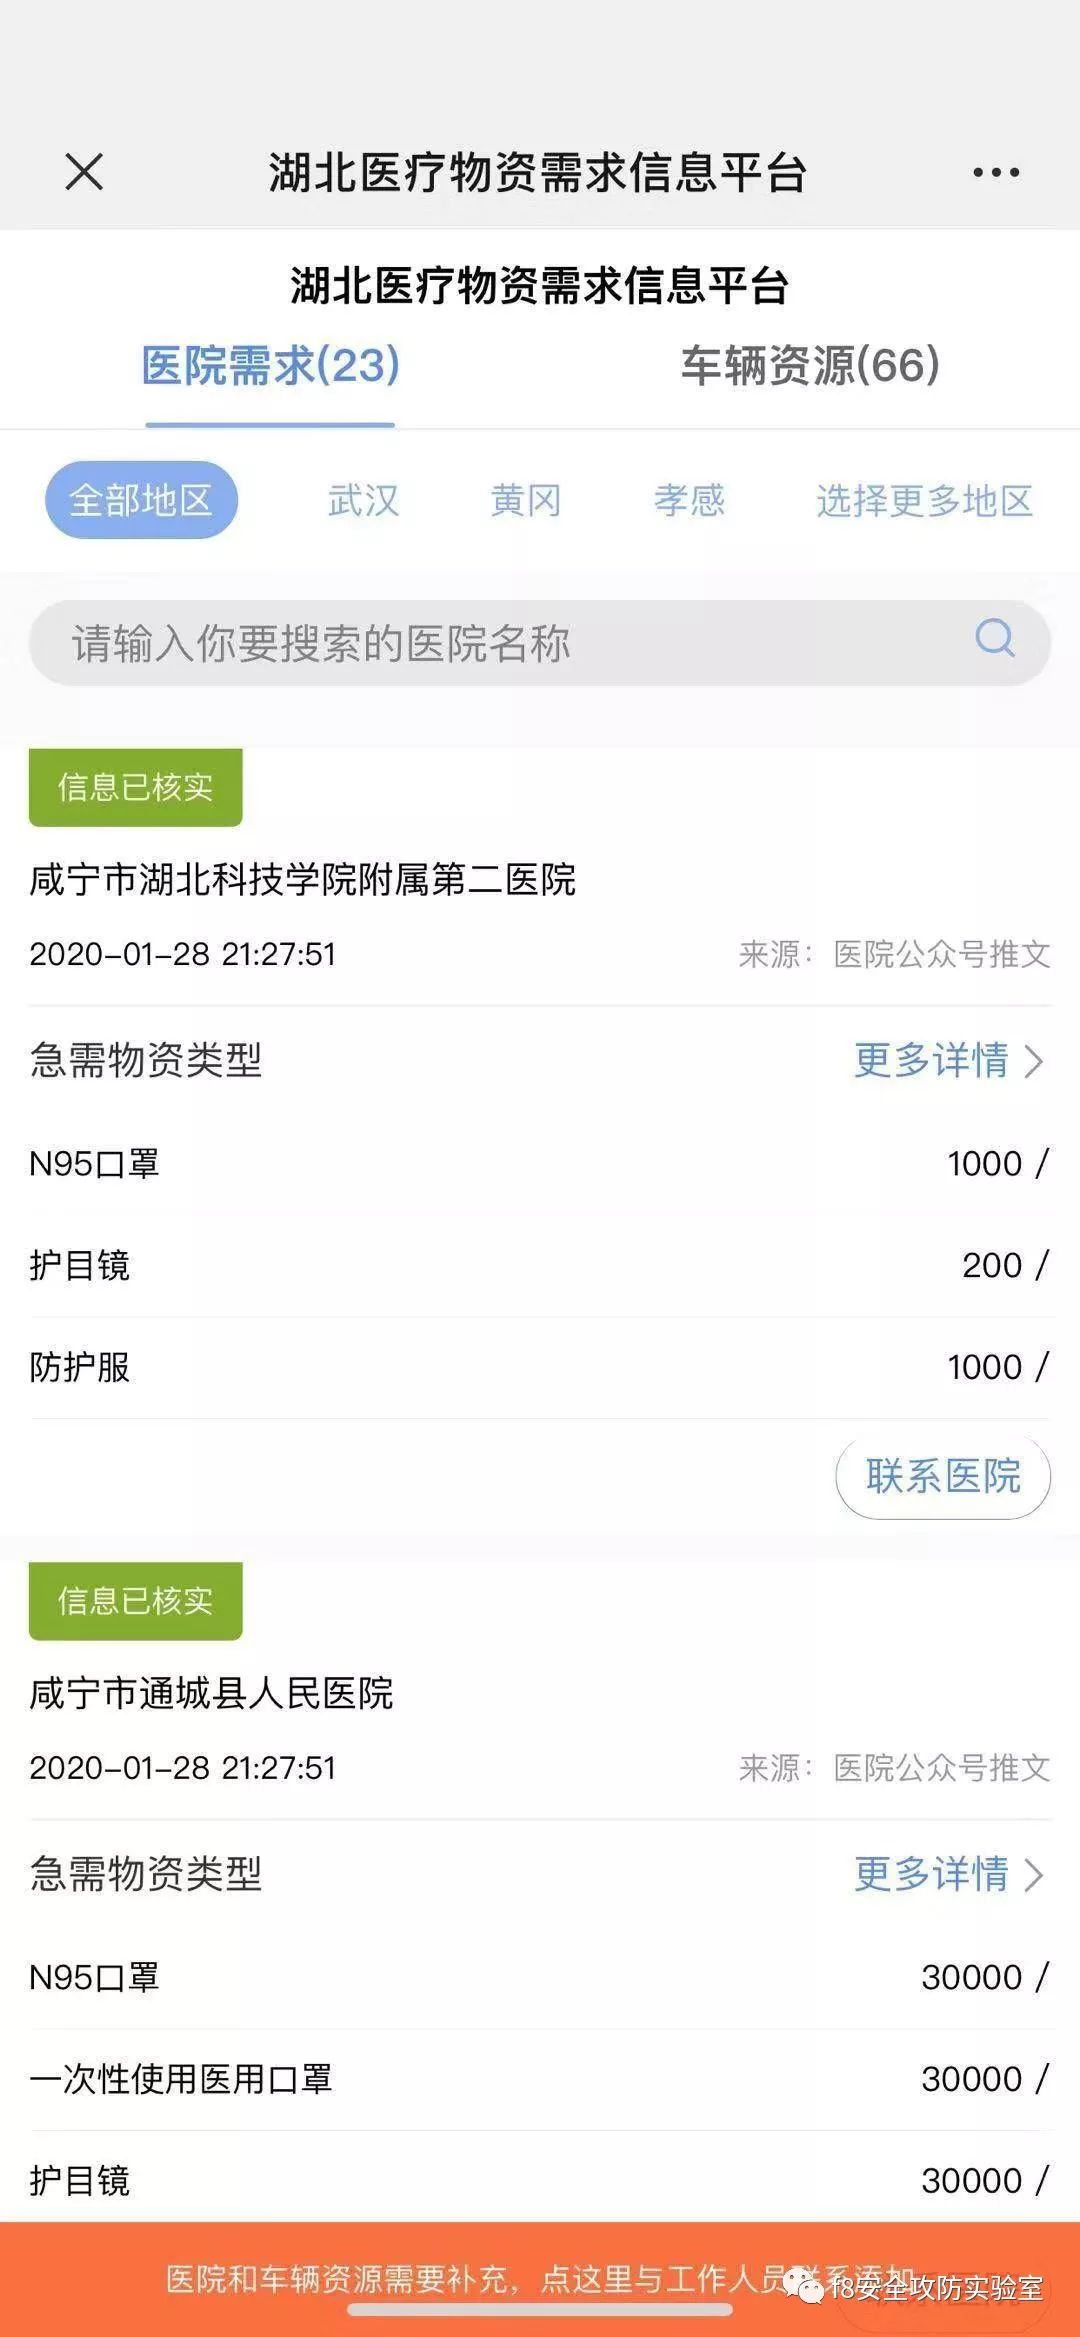 湖北医疗物资需求信息平台
湖北医疗物资需求信息平台
医院需求(23) 车辆资源(66)
全部地区 武汉 黄冈 孝感 选择更多地区
请输入你要搜索的医院名称
信息已核实
咸宁市湖北科技学院附属第二医院
2020-01-28 21:27:51 来源：医院公众号推文
急需物资类型 更多详情
N95口罩 1000 /
护目镜 200 /
防护服 1000 /
联系医院
信息已核实
咸宁市通城县人民医院
2020-01-28 21:27:51 来源：医院公众号推文
急需物资类型 更多详情
N95口罩 30000 /
一次性使用医用口罩 30000 /
护目镜 30000 /
医院和车辆资源需要补充，点这里与工作人员联系添加
f8安全攻防实验室